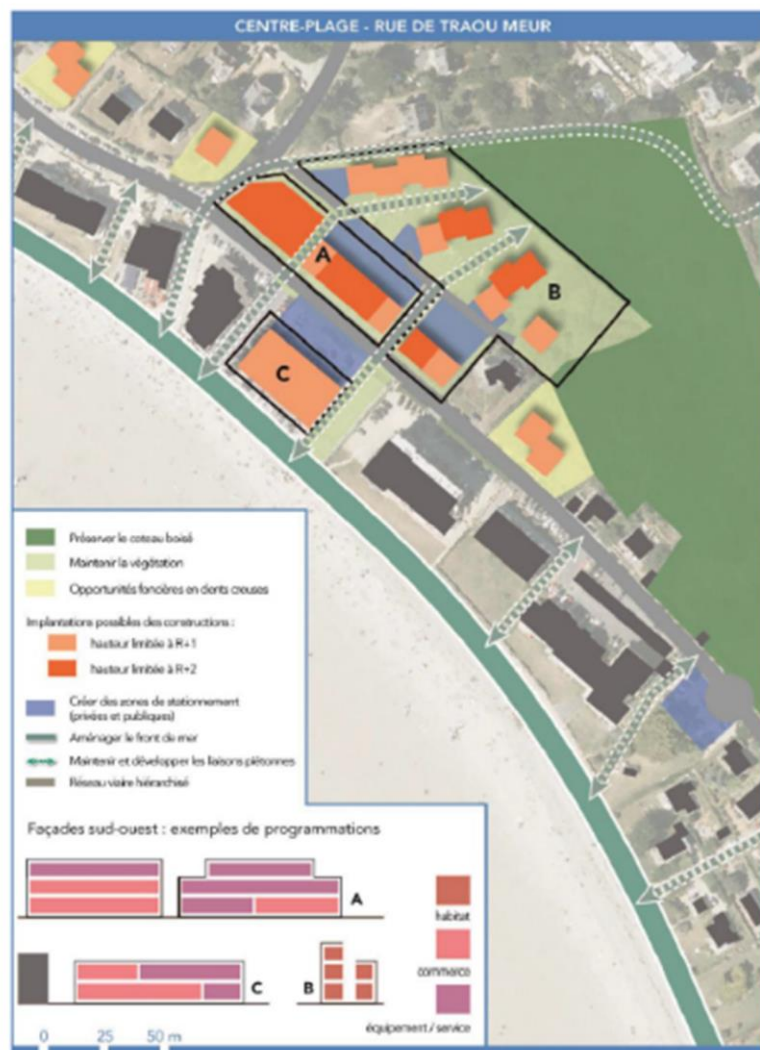 CENTRE-PLAGE - RUE DE TRAOU MEUR
A
B
C
Préserver le coteau boisé
Maintenir la végétation
Opportunités foncières en dents creuses
Implantations possibles des constructions :
hauteur limitée à R+1
hauteur limitée à R+2
Créer des zones de stationnement
(privées et publiques)
Aménager le front de mer
Maintenir et développer les liaisons piétonnes
Réseau viaire hiérarchisé
Façades sud-ouest : exemples de programmations
A
habitat
commerce
C
B
équipement / service
0 25 50 m